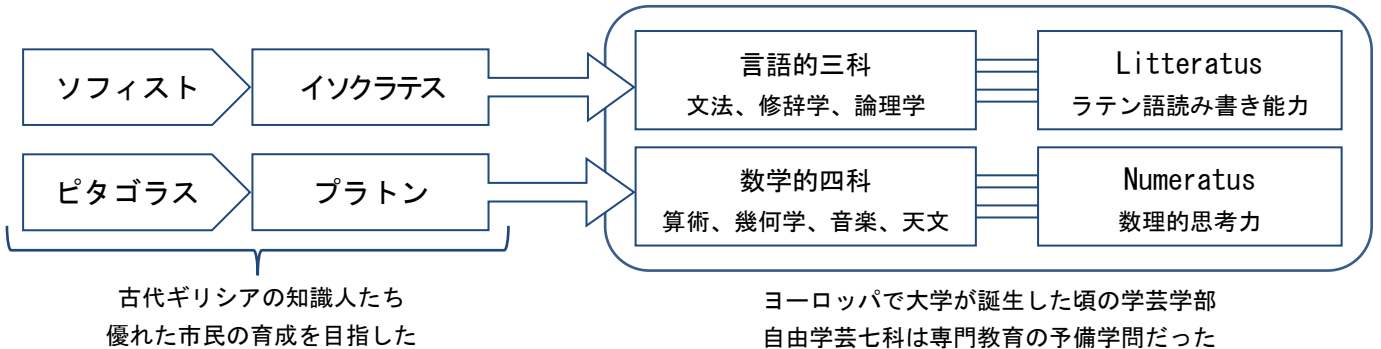 ソフィスト
イソクラテス
言語的三科
文法、修辞学、論理学
Litteratus
ラテン語読み書き能力
ピタゴラス
プラトン
数学的四科
算術、幾何学、音楽、天文
Numeratus
数理的思考力
古代ギリシアの知識人たち
優れた市民の育成を目指した
ヨーロッパで大学が誕生した頃の学芸学部
自由学芸七科は専門教育の予備学問だった